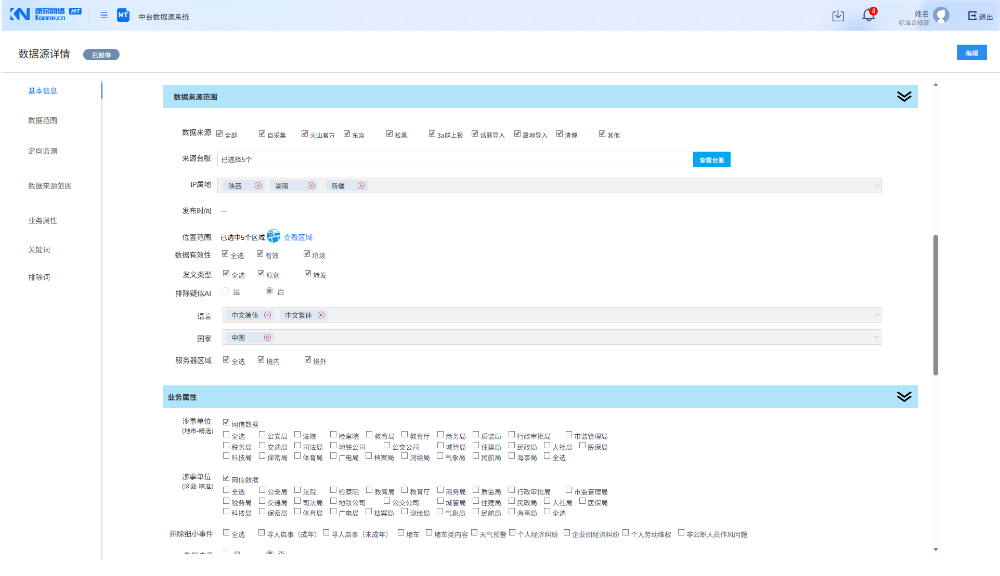 康奈网络 MT
Konne.cn
MT 中台数据源系统
4
姓名
标准合规部
退出
数据源详情 已暂停 编辑
基本信息
数据范围
定向监测
数据来源范围
业务属性
关键词
排除词
数据来源范围
数据来源 全部 自采集 火山官方 东焱 松黑 3a群上报 话题导入 属地导入 清博 其他
来源台账 已选择5个 查看台账
IP属地 陕西 湖南 新疆
发布时间 --
位置范围 已选中5个区域 查看区域
数据有效性 全选 有效 垃圾
发文类型 全选 原创 转发
排除疑似AI 是 否
语言 中文简体 中文繁体
国家 中国
服务器区域 全选 境内 境外
业务属性
涉事单位 网信数据
(地市-精选)
全选 公安局 法院 检察院 教育局 教育厅 商务局 质监局 行政审批局 市监管理局
税务局 交通局 司法局 地铁公司 公交公司 城管局 住建局 民政局 人社局 医保局
科技局 保密局 体育局 广电局 档案局 测绘局 气象局 民航局 海事局 全选
涉事单位 网信数据
(区县-精准)
全选 公安局 法院 检察院 教育局 教育厅 商务局 质监局 行政审批局 市监管理局
税务局 交通局 司法局 地铁公司 公交公司 城管局 住建局 民政局 人社局 医保局
科技局 保密局 体育局 广电局 档案局 测绘局 气象局 民航局 海事局 全选
排除细小事件 全选 寻人启事（成年） 寻人启事（未成年） 堵车 堵车类内容 天气预警 个人经济纠纷 企业间经济纠纷 个人劳动维权 非公职人员作风问题